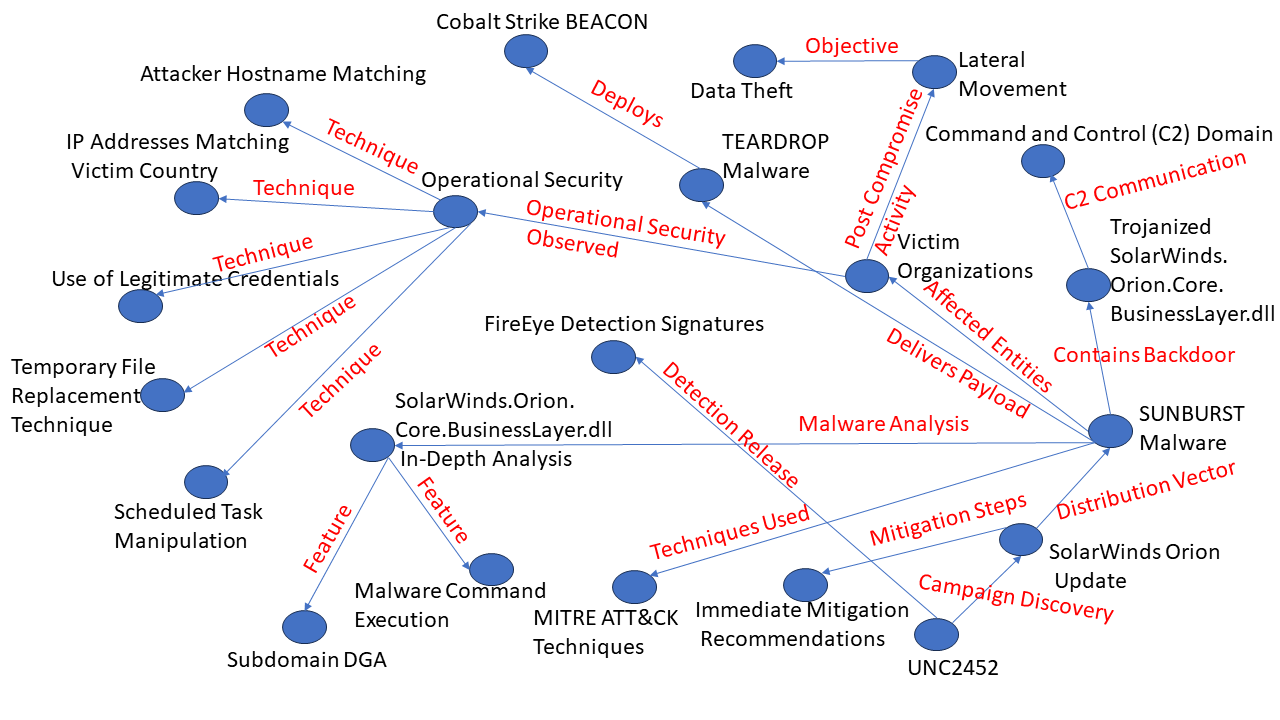 Cobalt Strike BEACON
Objective
Lateral
Movement
Attacker Hostname Matching
Data Theft
Deploys
Post Compromise
Activity
Command and Control (C2) Domain
Technique
IP Addresses Matching
Victim Country
TEARDROP
Malware
C2 Communication
Technique
Operational Security
Operational Security
Observed
Trojanized
SolarWinds.
Orion.Core.
BusinessLayer.dll
Victim
Organizations
Technique
Use of Legitimate Credentials
Affected Entities
Technique
FireEye Detection Signatures
Delivers Payload
Contains Backdoor
Temporary File
Replacement
Technique
Technique
Detection Release
SolarWinds.Orion.
Core.BusinessLayer.dll
In-Depth Analysis
Malware Analysis
SUNBURST
Malware
Scheduled Task
Manipulation
Feature
Feature
Techniques Used
Mitigation Steps
Distribution Vector
SolarWinds Orion
Update
Malware Command
Execution
Campaign Discovery
MITRE ATT&CK
Techniques
Immediate Mitigation
Recommendations
Subdomain DGA
UNC2452